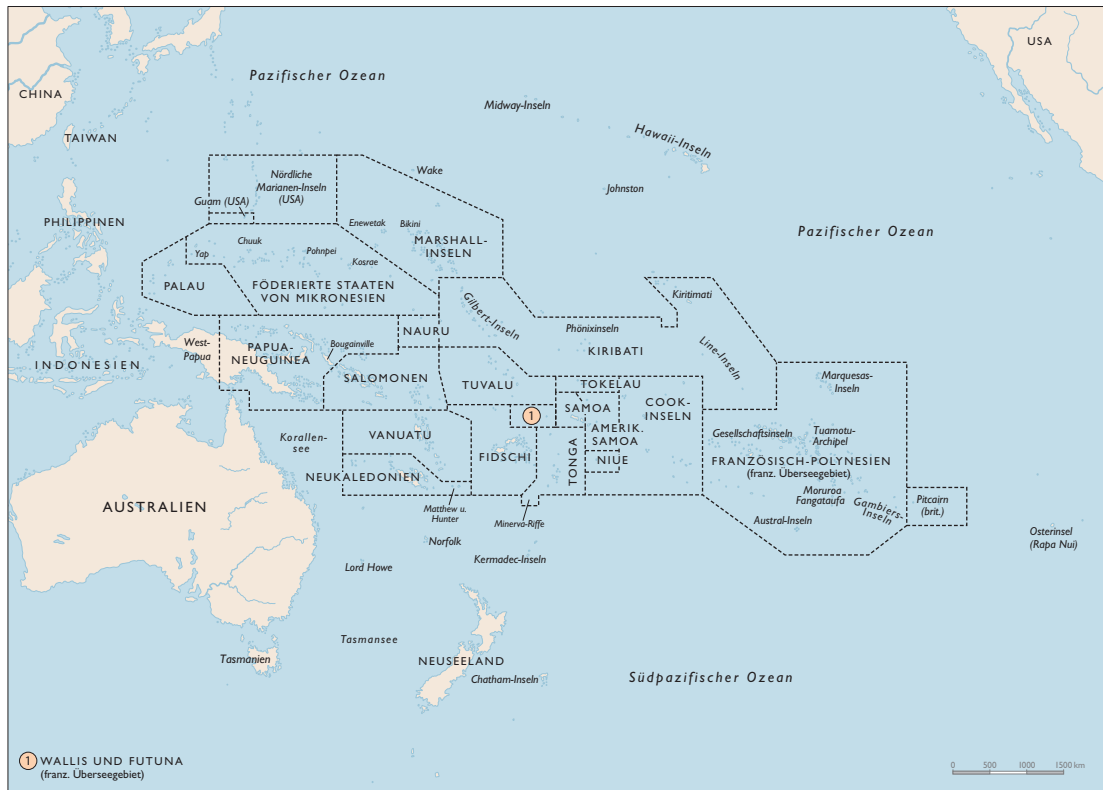 Pazifischer Ozean
USA
CHINA
Midway-Inseln
TAIWAN
Hawaii-Inseln
Wake
Nördliche
Marianen-Inseln
(USA)
Johnston
Guam (USA)
PHILIPPINEN
Enewetak
Bikini
Pazifischer Ozean
Chuuk
MARSHALL-
INSELN
Yap
Pohnpei
Kosrae
PALAU
FÖDERIERTE STAATEN
VON MIKRONESIEN
Kiritimati
Gilbert-Inseln
NAURU
Phönixinseln
West-
Papua
PAPUA-
NEUGUINEA
Bougainville
KIRIBATI
Line-Inseln
INDONESIEN
SALOMONEN
TUVALU
TOKELAU
Marquesas-
Inseln
COOK-
INSELN
SAMOA
1
AMERIK.
SAMOA
Korallen-
see
VANUATU
Gesellschaftsinseln
Tuamotu-
Archipel
FIDSCHI
TONGA
NIUE
FRANZÖSISCH-POLYNESIEN
(franz. Überseegebiet)
NEUKALEDONIEN
Moruroa
Fangataufa
Gambiers-
Inseln
Pitcairn
(brit.)
AUSTRALIEN
Matthew u.
Hunter
Minerva-Riffe
Austral-Inseln
Osterinsel
(Rapa Nui)
Norfolk
Kermadec-Inseln
Lord Howe
Tasmansee
Tasmanien
NEUSEELAND
Chatham-Inseln
Südpazifischer Ozean
1 WALLIS UND FUTUNA
(franz. Überseegebiet)
0 500 1000 1500 km